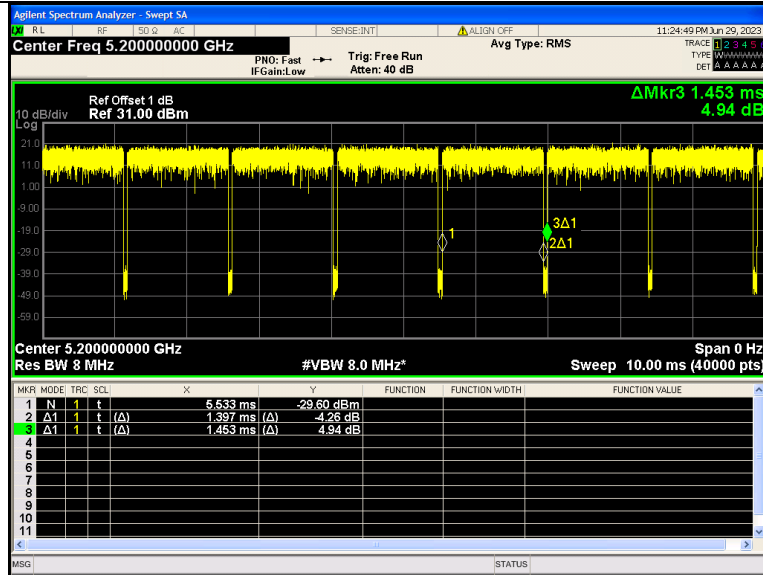 Agilent Spectrum Analyzer - Swept SA
RL RF 50 Ω AC SENSE:INT ALIGN OFF 11:24:49 PM Jun 29, 2023
Center Freq 5.200000000 GHz
PNO: Fast
IFGain:Low
Trig: Free Run
Atten: 40 dB
Avg Type: RMS
TRACE 1 2 3 4 5
TYPE W
DET A A A A A
ΔMkr3 1.453 ms
4.94 dB
Ref Offset 1 dB
10 dB/div Ref 31.00 dBm
Log
21.0
11.0
1.00
-9.00
-19.0
-29.0
-39.0
-49.0
-59.0
1
3Δ1
2Δ1
Center 5.200000000 GHz Span 0 Hz
Res BW 8 MHz #VBW 8.0 MHz* Sweep 10.00 ms (40000 pts)
MKR MODE TRC SCL X Y FUNCTION FUNCTION WIDTH FUNCTION VALUE
1 N 1 t 5.533 ms -29.60 dBm
2 Δ1 1 t (Δ) 1.397 ms (Δ) -4.26 dB
3 Δ1 1 t (Δ) 1.453 ms (Δ) 4.94 dB
4
5
6
7
8
9
10
11
MSG STATUS